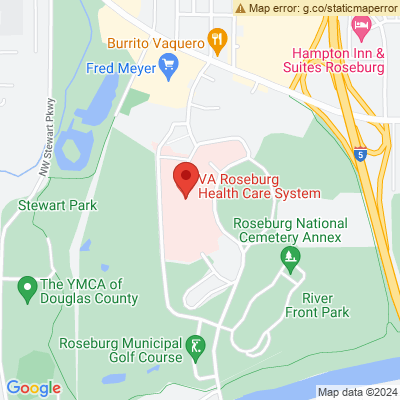 Map error: g.co/staticmaperror
Burrito Vaquero
Hampton Inn &
Suites Roseburg
Fred Meyer
NW Stewart Pkwy
5
VA Roseburg
Health Care System
Stewart Park
Roseburg National
Cemetery Annex
The YMCA of
Douglas County
River
Front Park
Roseburg Municipal
Golf Course
Google
Map data ©2024